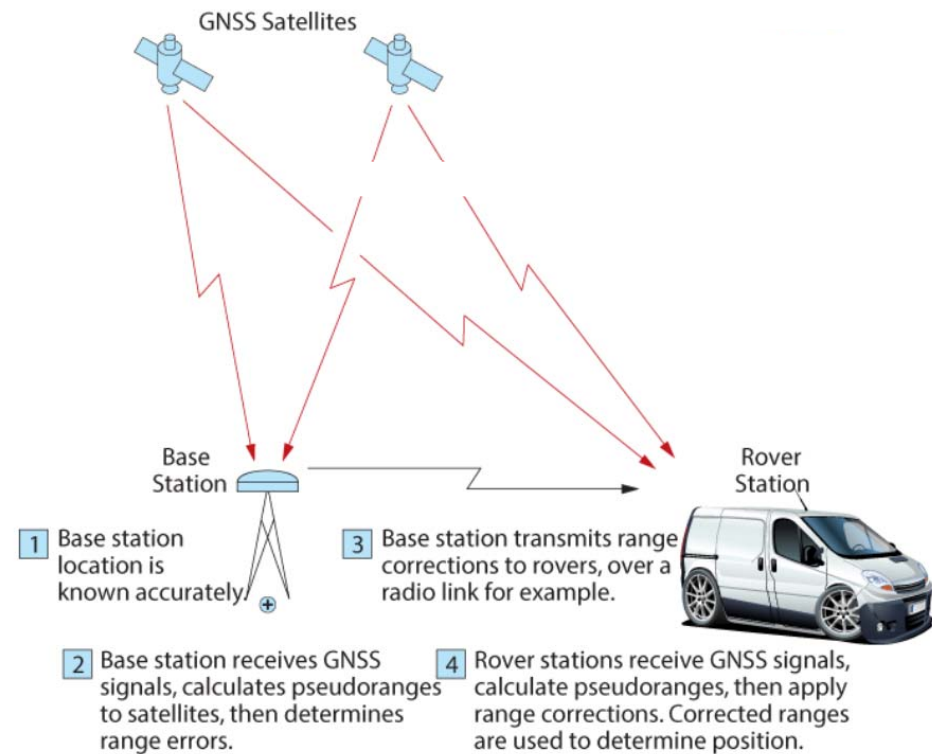 GNSS Satellites
Base
Station
Rover
Station
1 Base station
location is
known accurately.
3 Base station transmits range
corrections to rovers, over a
radio link for example.
2 Base station receives GNSS
signals, calculates pseudoranges
to satellites, then determines
range errors.
4 Rover stations receive GNSS signals,
calculate pseudoranges, then apply
range corrections. Corrected ranges
are used to determine position.